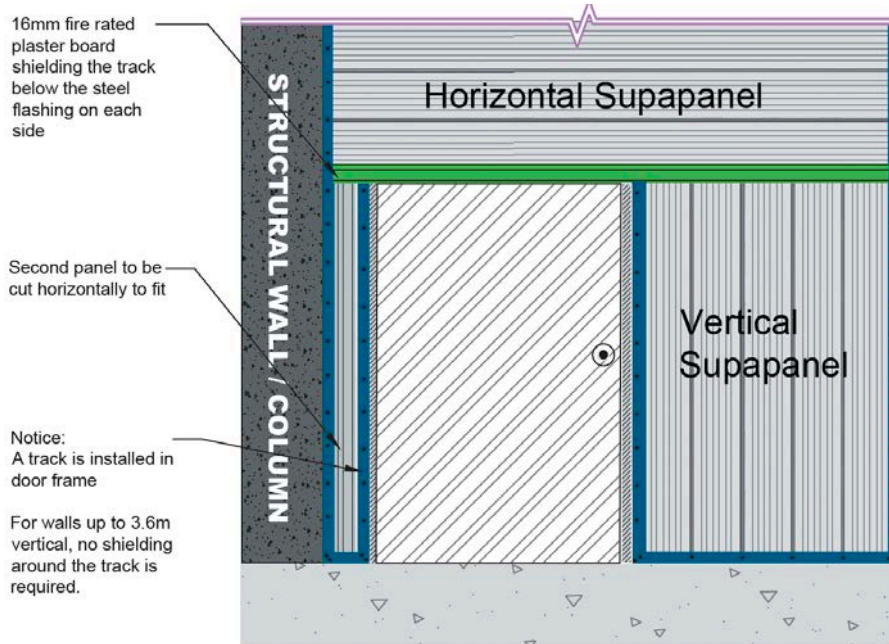 16mm fire rated
plaster board
shielding the track
below the steel
flashing on each
side
Horizontal Supapanel
STRUCTURAL WALL / COLUMN
Second panel to be
cut horizontally to fit
Vertical
Supapanel
Notice:
A track is installed in
door frame
For walls up to 3.6m
vertical, no shielding
around the track is
required.